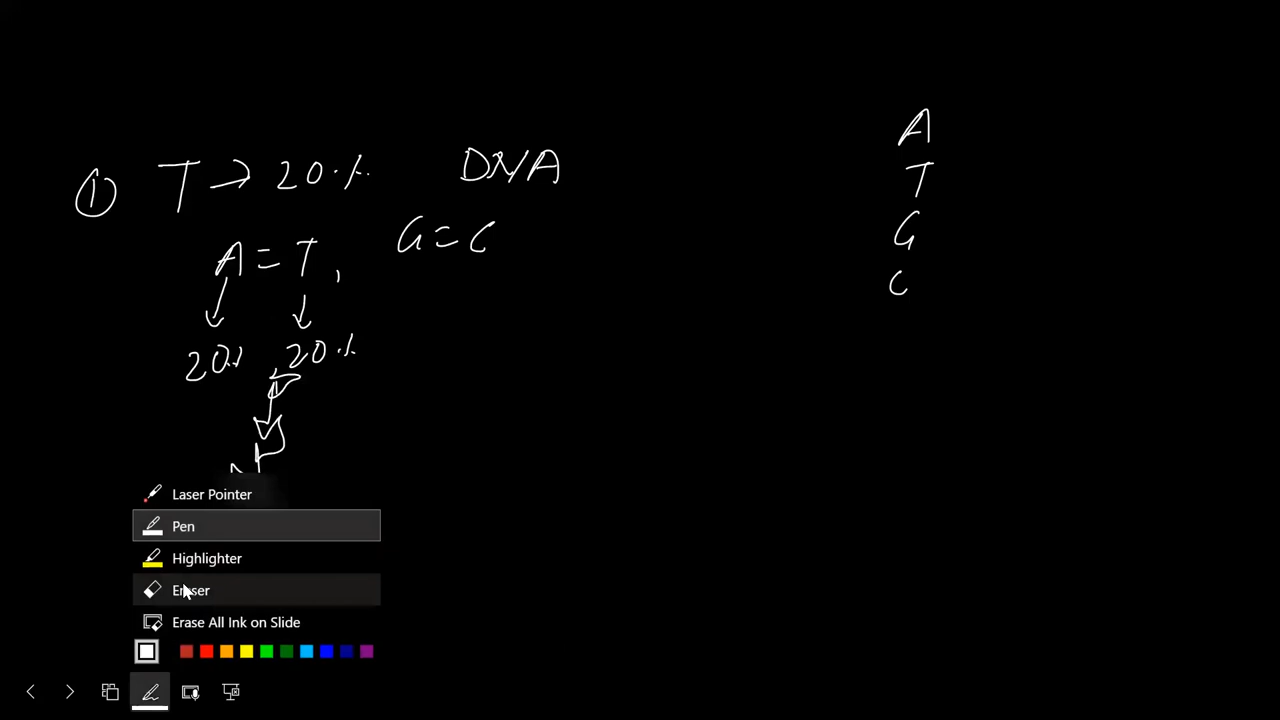 ① T → 20% DNA
A = T, G = C
20% 20%
A
T
G
C
Laser Pointer
Pen
Highlighter
Eraser
Erase All Ink on Slide